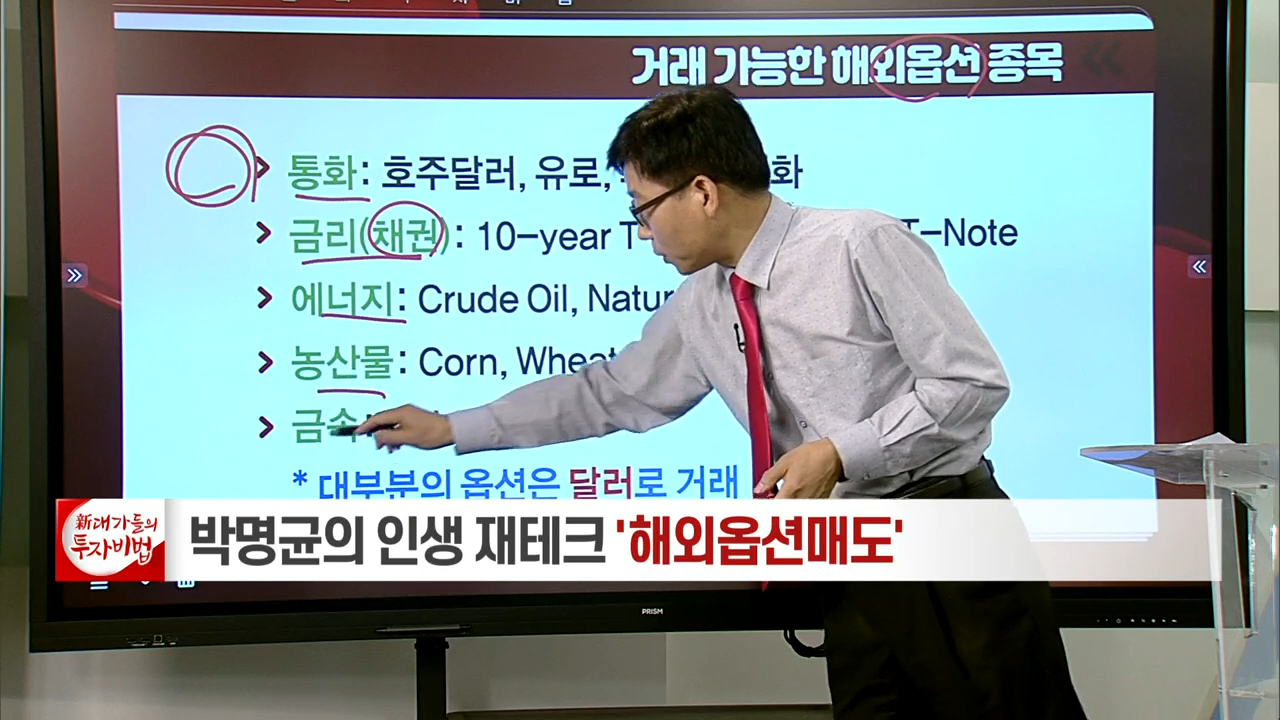 거래 가능한 해외옵션 종목
통화: 호주달러, 유로, 화
금리(채권): 10-year T T-Note
에너지: Crude Oil, Natur
농산물: Corn, Wheat
금속:
* 대부분의 옵션은 달러로 거래
新대가들의
투자비법
박명균의 인생 재테크 '해외옵션매도'
PRISM